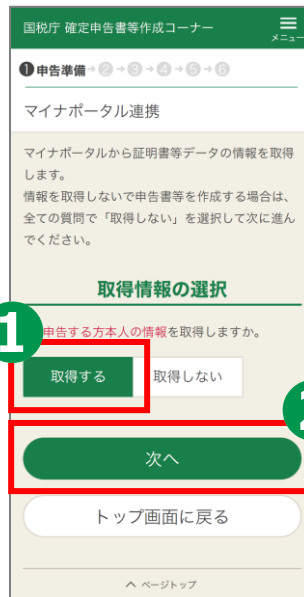 国税庁 確定申告書等作成コーナー
メニュー
1 申告準備→2→3→4→5→6
マイナポータル連携
マイナポータルから証明書等データの情報を取得
します。
情報を取得しないで申告書等を作成する場合は、
全ての質問で「取得しない」を選択して次に進ん
でください。
取得情報の選択
1
申告する方本人の情報を取得しますか。
取得する
取得しない
2
次へ
トップ画面に戻る
ページトップ